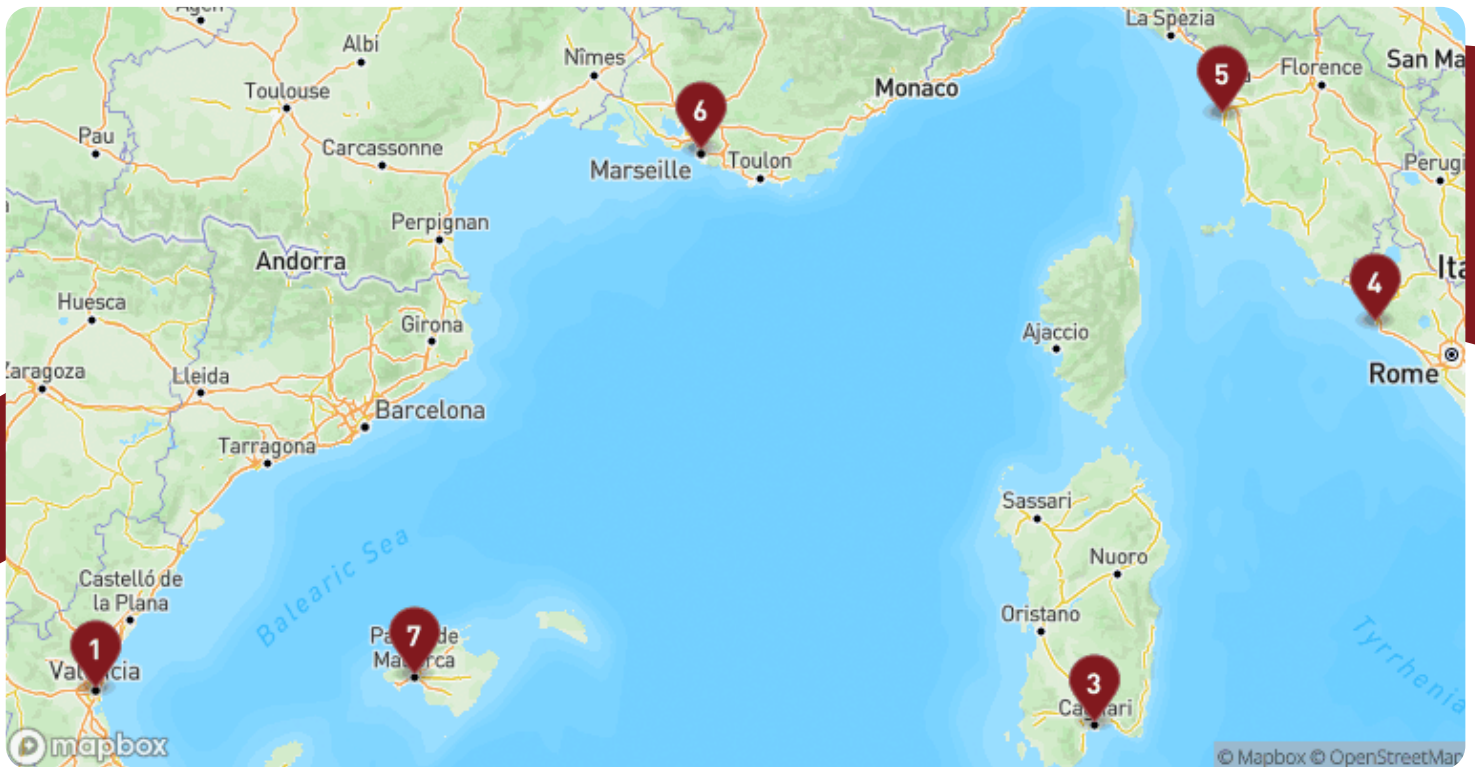 La Spezia
Albi
Nîmes
Florence
San Ma
5
Monaco
Toulouse
6
Pau
Carcassonne
Marseille
Toulon
Perugi
Perpignan
Andorra
Ita
4
Huesca
Girona
Ajaccio
Zaragoza
Lleida
Rome
Barcelona
Tarragona
Sassari
Balearic Sea
Nuoro
Castelló de
la Plana
Oristano
1
7
Tyrrhenia
3
mapbox
© Mapbox © OpenStreetMap